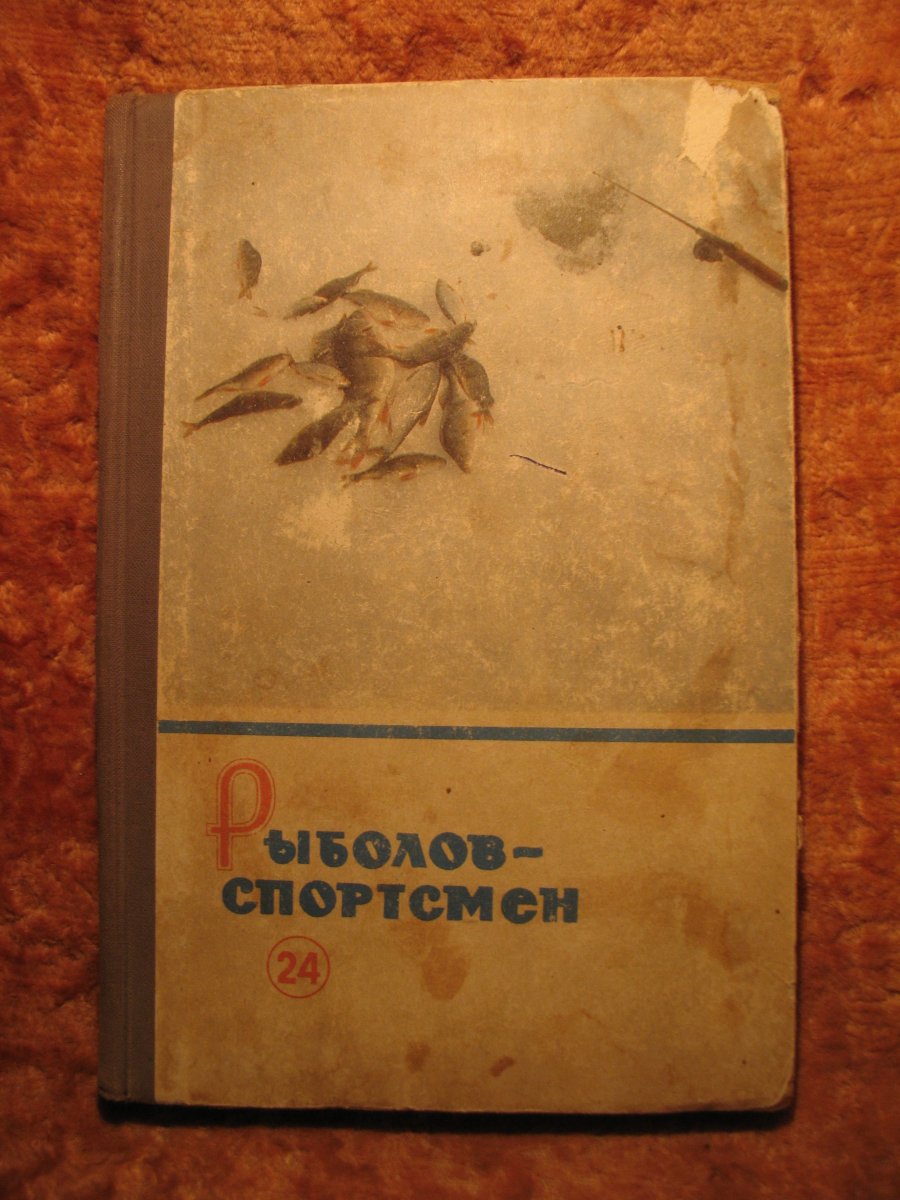 Рыболов-
спортсмен
24